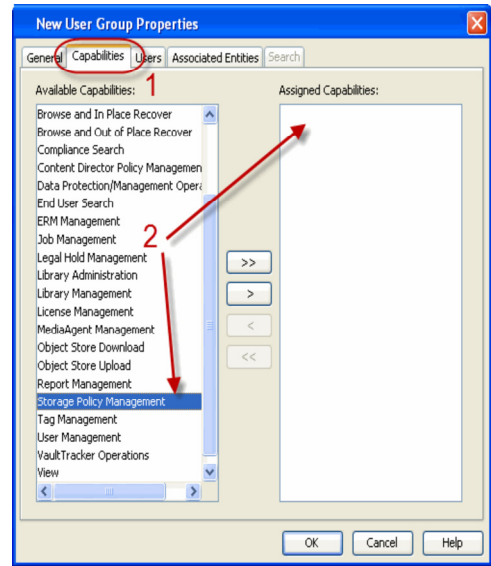 New User Group Properties
General Capabilities Users Associated Entities Search
1
Available Capabilities: Assigned Capabilities:
Browse and In Place Recover
Browse and Out of Place Recover
Compliance Search
Content Director Policy Managemen
Data Protection/Management Opera
End User Search
ERM Management
Job Management
2
Legal Hold Management
Library Administration
Library Management
License Management
MediaAgent Management
Object Store Download
Object Store Upload
Report Management
Storage Policy Management
Tag Management
User Management
VaultTracker Operations
View
>>
>
<
<<
OK Cancel Help